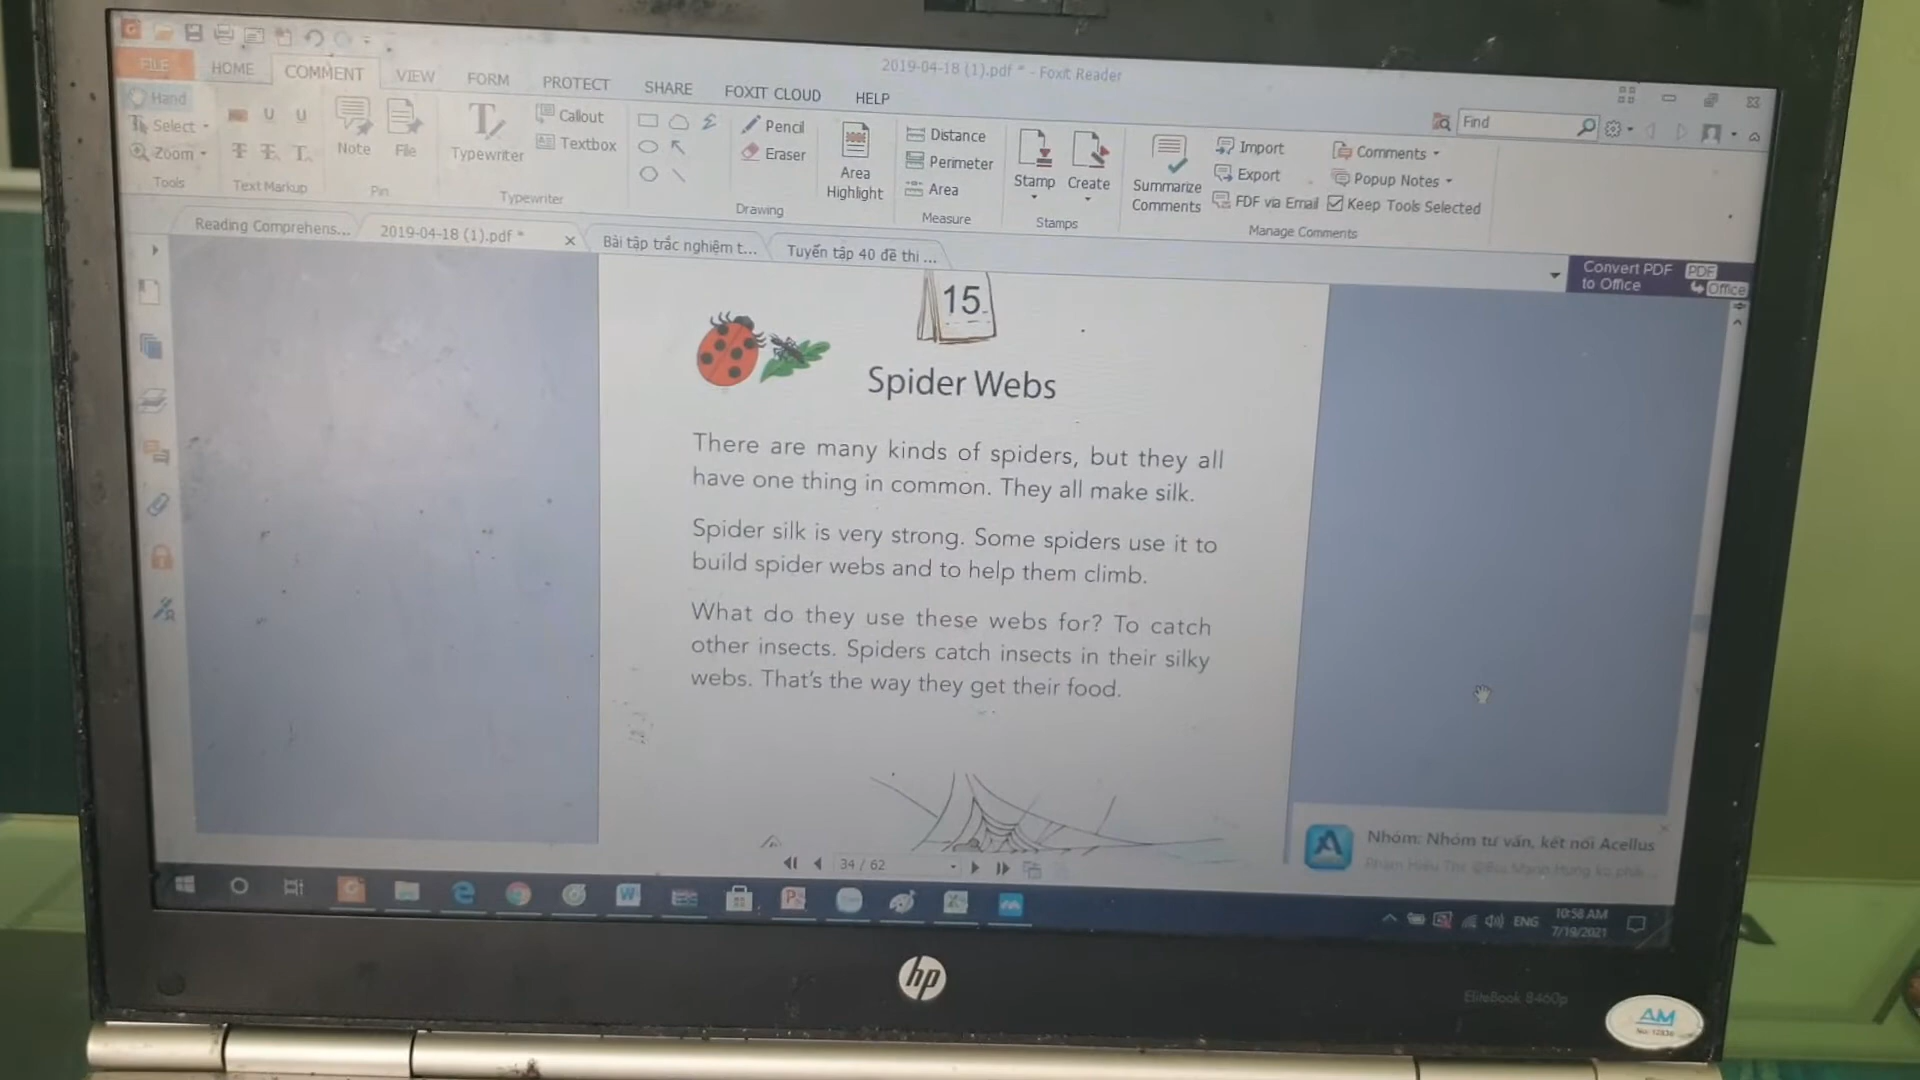 2019-04-18 (1).pdf * - Foxit Reader
FILE HOME COMMENT VIEW FORM PROTECT SHARE FOXIT CLOUD HELP
Hand
Select
Zoom
Tools
Text Markup
Note
File
Pin
Typewriter
Callout
Textbox
Typewriter
Drawing
Pencil
Eraser
Area
Highlight
Distance
Perimeter
Area
Measure
Stamp
Create
Stamps
Summarize
Comments
Import
Export
FDF via Email
Comments
Popup Notes
Keep Tools Selected
Manage Comments
Find
Reading Comprehens...
2019-04-18 (1).pdf *
Bài tập trắc nghiệm t...
Tuyển tập 40 đề thi ...
Convert PDF
to Office
PDF
Office
15
Spider Webs
There are many kinds of spiders, but they all
have one thing in common. They all make silk.
Spider silk is very strong. Some spiders use it to
build spider webs and to help them climb.
What do they use these webs for? To catch
other insects. Spiders catch insects in their silky
webs. That's the way they get their food.
34 / 62
Nhóm: Nhóm tư vấn, kết nối Acellus
ENG
10:58 AM
7/19/2021
hp
EliteBook 8460p
AM